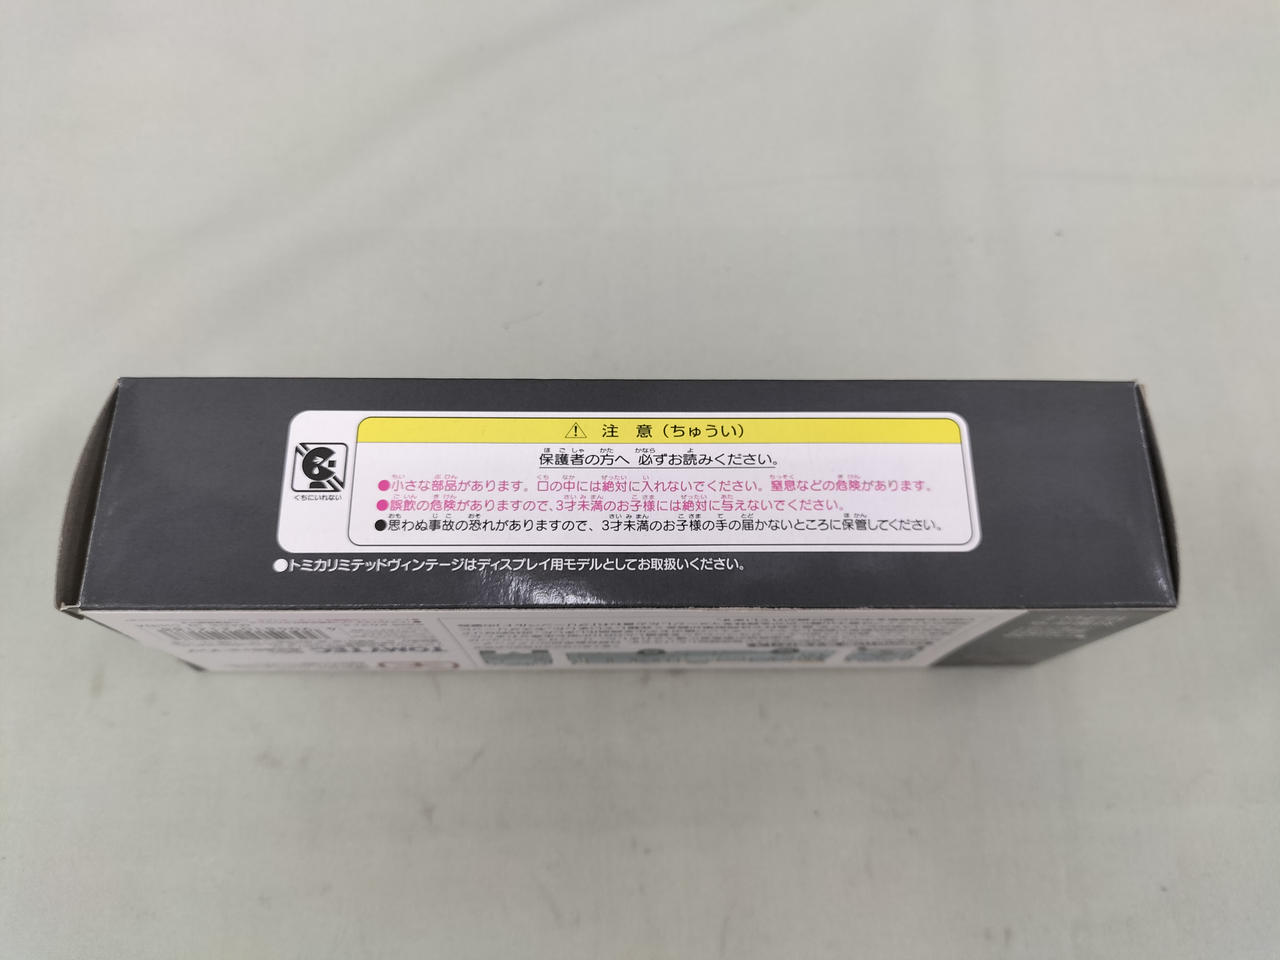 ⚠ 注 意（ちゅうい）
保護者の方へ 必ずお読みください。
●小さな部品があります。口の中には絶対に入れないでください。窒息などの危険があります。
●誤飲の危険がありますので、3才未満のお子様には絶対に与えないでください。
●思わぬ事故の恐れがありますので、3才未満のお子様の手の届かないところに保管してください。
くちにいれない
●トミカリミテッドヴィンテージはディスプレイ用モデルとしてお取扱いください。
TOMYTEC